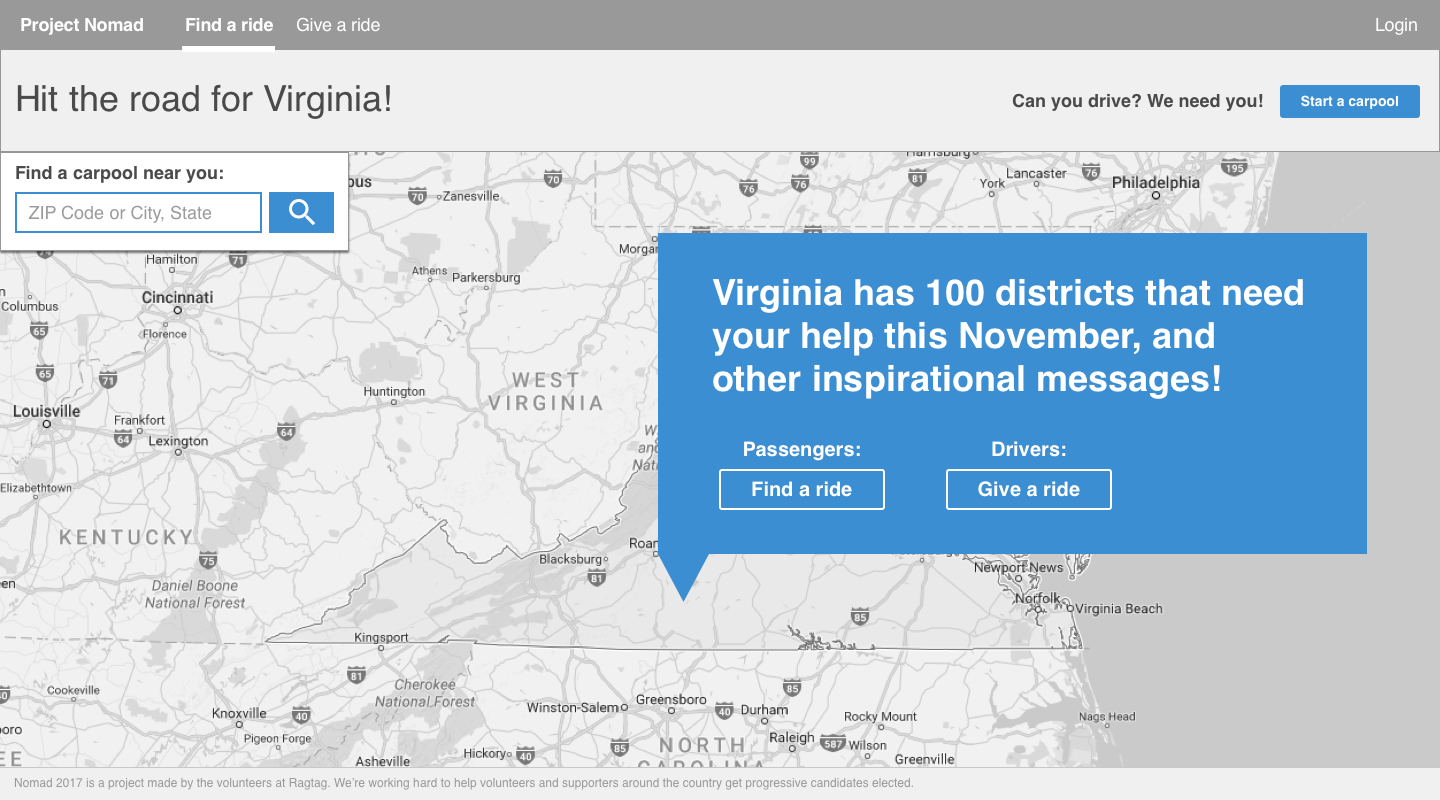 Project Nomad
Find a ride
Give a ride
Login
Hit the road for Virginia!
Can you drive? We need you!
Start a carpool
Find a carpool near you:
ZIP Code or City, State
Virginia has 100 districts that need
your help this November, and
other inspirational messages!
Passengers:
Drivers:
Find a ride
Give a ride
99
Harrisburg
Lancaster
76
195
70
70
Zanesville
76
76
81
York
Philadelphia
Hamilton
71
Athens
Parkersburg
Cincinnati
Columbus
65
Florence
65
71
Huntington
WEST
VIRGINIA
Louisville
Frankfort
64
Lexington
64
Elizabethtown
KENTUCKY
75
Blacksburg
81
Newport News
Daniel Boone
National Forest
Norfolk
Virginia Beach
85
Kingsport
81
Cherokee
National Forest
Cookeville
Knoxville
40
Pigeon Forge
Winston-Salem
Greensboro
40
Durham
85
Rocky Mount
Nags Head
Raleigh
587
Wilson
Hickory
40
85
NORTH
CAROLINA
Asheville
Greenville
Nomad 2017 is a project made by the volunteers at Ragtag. We’re working hard to help volunteers and supporters around the country get progressive candidates elected.